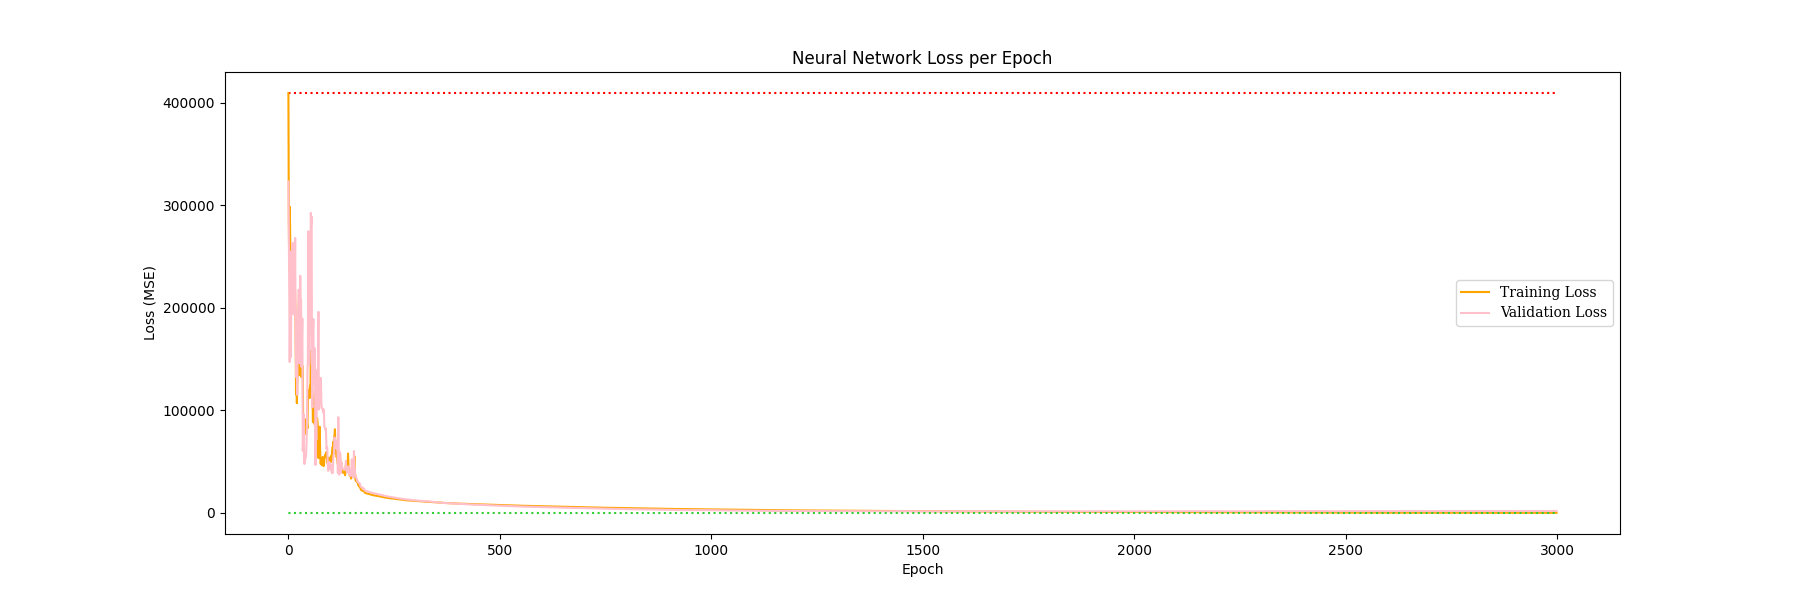 Neural Network Loss per Epoch
400000
300000
200000
100000
0
Loss (MSE)
Training Loss
Validation Loss
0 500 1000 1500 2000 2500 3000
Epoch